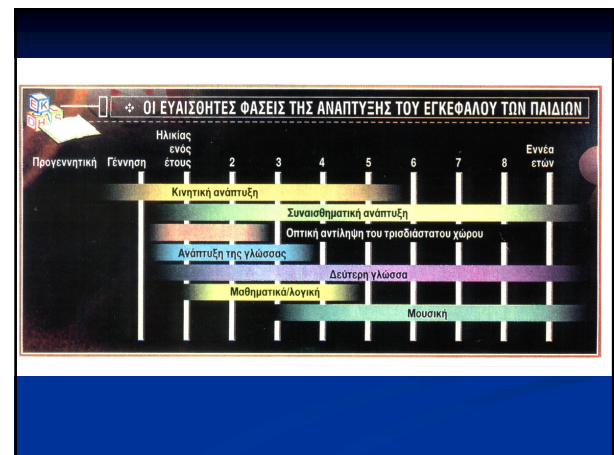 ❖ ΟΙ ΕΥΑΙΣΘΗΤΕΣ ΦΑΣΕΙΣ ΤΗΣ ΑΝΑΠΤΥΞΗΣ ΤΟΥ ΕΓΚΕΦΑΛΟΥ ΤΩΝ ΠΑΙΔΙΩΝ
Προγεννητική Γέννηση Ηλικίας ενός έτους 2 3 4 5 6 7 8 Εννέα ετών
Κινητική ανάπτυξη
Συναισθηματική ανάπτυξη
Οπτική αντίληψη του τρισδιάστατου χώρου
Ανάπτυξη της γλώσσας
Δεύτερη γλώσσα
Μαθηματικά/λογική
Μουσική